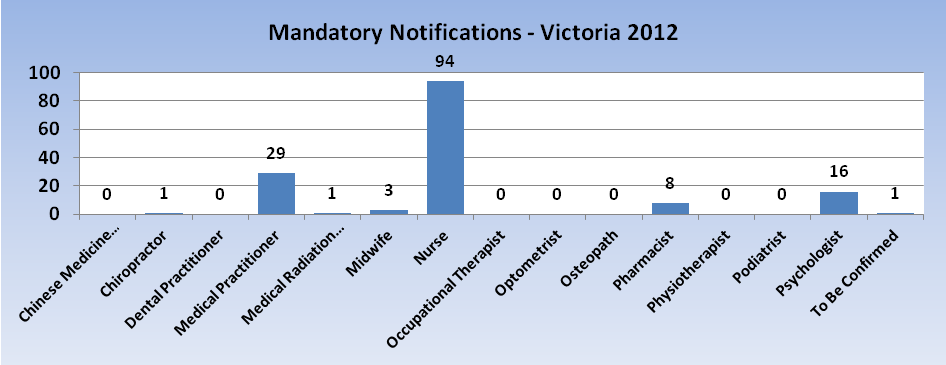 Mandatory Notifications - Victoria 2012
100
80
60
40
20
0
0
1
0
29
1
3
94
0
0
0
8
0
0
16
1
Chinese Medicine...
Chiropractor
Dental Practitioner
Medical Practitioner
Medical Radiation...
Midwife
Nurse
Occupational Therapist
Optometrist
Osteopath
Pharmacist
Physiotherapist
Podiatrist
Psychologist
To Be Confirmed